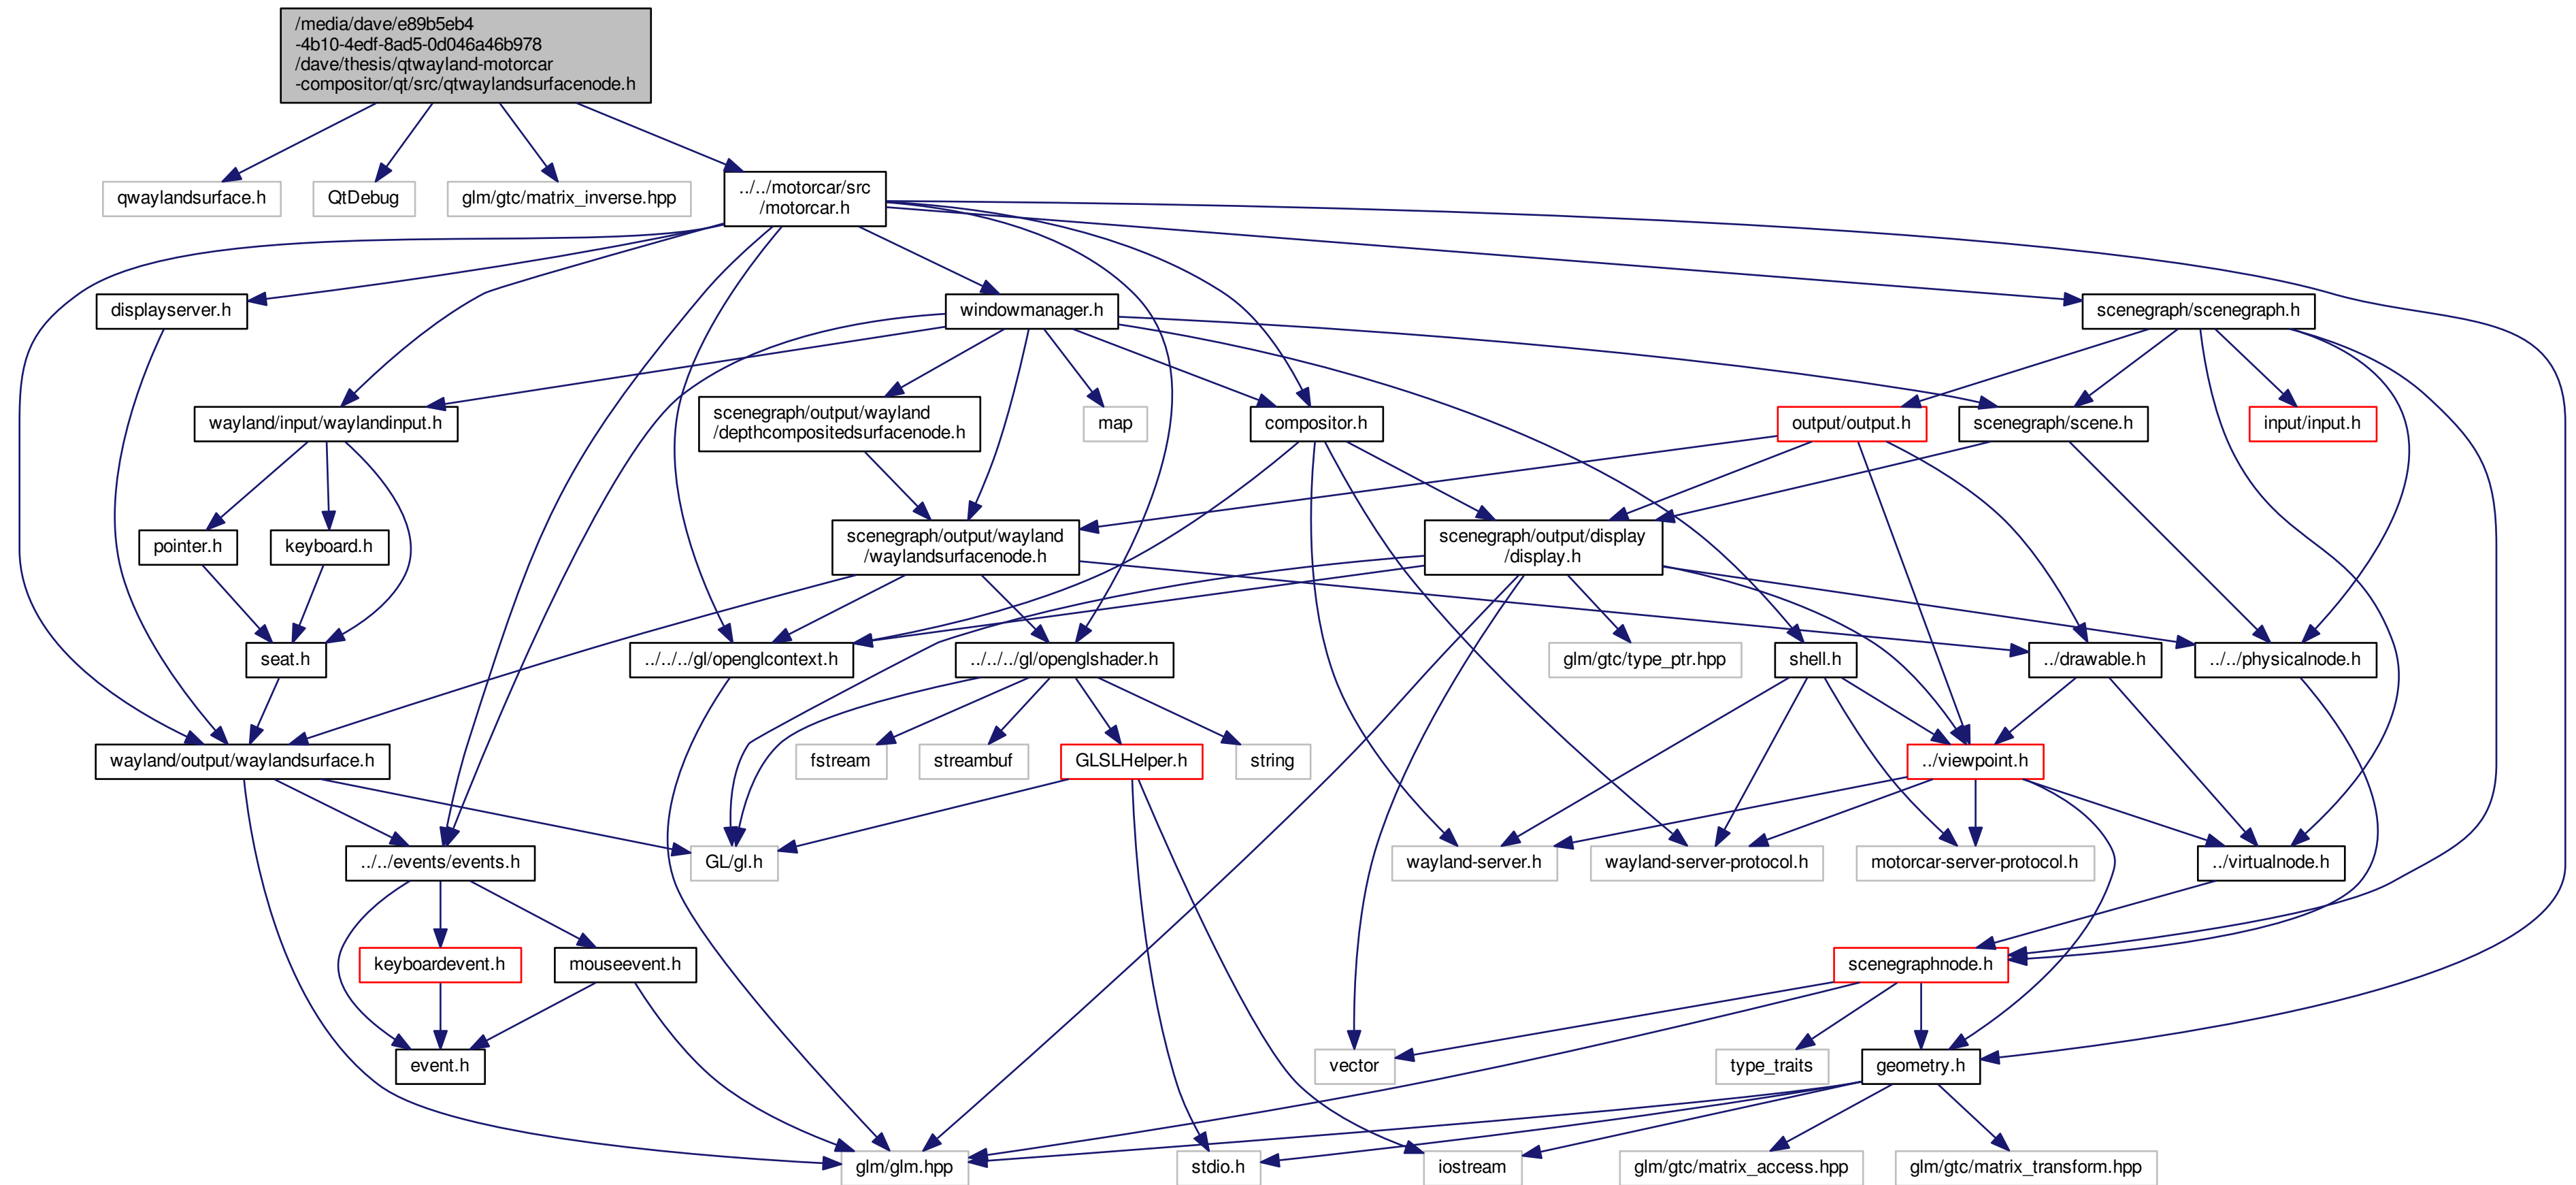 /media/dave/e89b5eb4
-4b10-4edf-8ad5-0d046a46b978
/dave/thesis/qtwayland-motorcar
-compositor/qt/src/qtwaylandsurfacenode.h
qwaylandsurface.h
QtDebug
glm/gtc/matrix_inverse.hpp
../../motorcar/src
/motorcar.h
displayserver.h
windowmanager.h
scenegraph/scenegraph.h
wayland/input/waylandinput.h
scenegraph/output/wayland
/depthcompositedsurfacenode.h
map
compositor.h
output/output.h
scenegraph/scene.h
input/input.h
pointer.h
keyboard.h
scenegraph/output/wayland
/waylandsurfacenode.h
scenegraph/output/display
/display.h
seat.h
../../../gl/openglcontext.h
../../../gl/openglshader.h
glm/gtc/type_ptr.hpp
shell.h
../drawable.h
../../physicalnode.h
wayland/output/waylandsurface.h
fstream
streambuf
GLSLHelper.h
string
../viewpoint.h
../../events/events.h
GL/gl.h
wayland-server.h
wayland-server-protocol.h
motorcar-server-protocol.h
../virtualnode.h
keyboardevent.h
mouseevent.h
scenegraphnode.h
event.h
vector
type_traits
geometry.h
glm/glm.hpp
stdio.h
iostream
glm/gtc/matrix_access.hpp
glm/gtc/matrix_transform.hpp